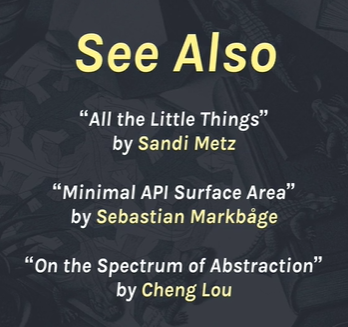 See Also
“All the Little Things”
by Sandi Metz
“Minimal API Surface Area”
by Sebastian Markbåge
“On the Spectrum of Abstraction”
by Cheng Lou